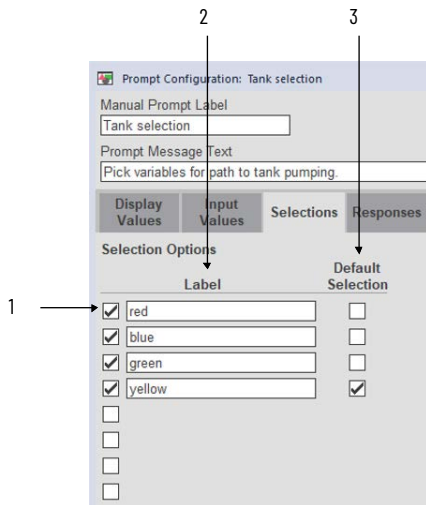 2 3
Prompt Configuration: Tank selection
Manual Prompt Label
Tank selection
Prompt Message Text
Pick variables for path to tank pumping.
Display Values Input Values Selections Responses
Selection Options
Label Default Selection
1
red
blue
green
yellow